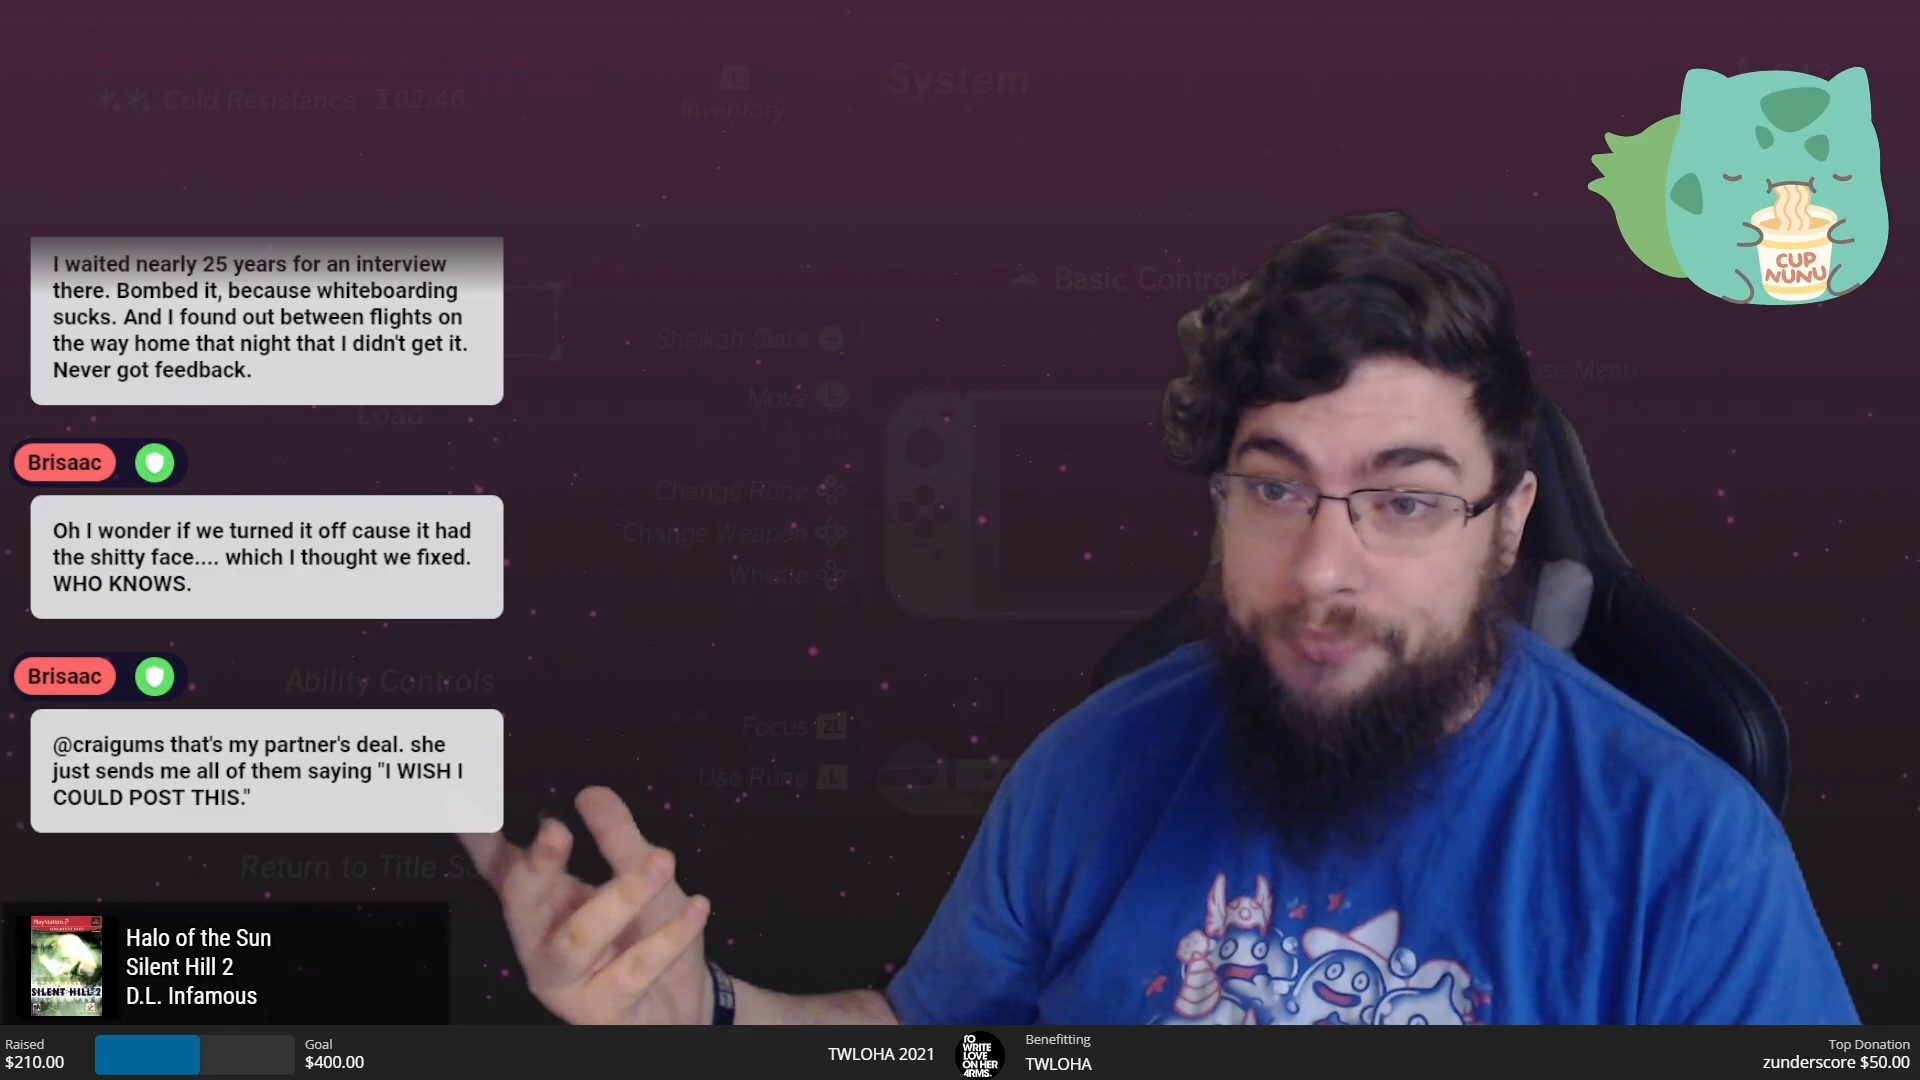 Cold Resistance 02:46
L
Inventory
System
I waited nearly 25 years for an interview
there. Bombed it, because whiteboarding
sucks. And I found out between flights on
the way home that night that I didn't get it.
Never got feedback.
Basic Controls
Sheikah Slate
Move L
Load
Change Rune
Change Weapon
Whistle
Brisaac
Oh I wonder if we turned it off cause it had
the shitty face.... which I thought we fixed.
WHO KNOWS.
Brisaac
Ability Controls
@craigums that's my partner's deal. she
just sends me all of them saying "I WISH I
COULD POST THIS."
Focus ZL
Use Rune L
Return to Title
CUP
NUNU
PlayStation 2
SILENT HILL 2
Halo of the Sun
Silent Hill 2
D.L. Infamous
Raised
$210.00
Goal
$400.00
TWLOHA 2021
TO
WRITE
LOVE
ON HER
ARMS.
Benefitting
TWLOHA
Top Donation
zunderscore $50.00